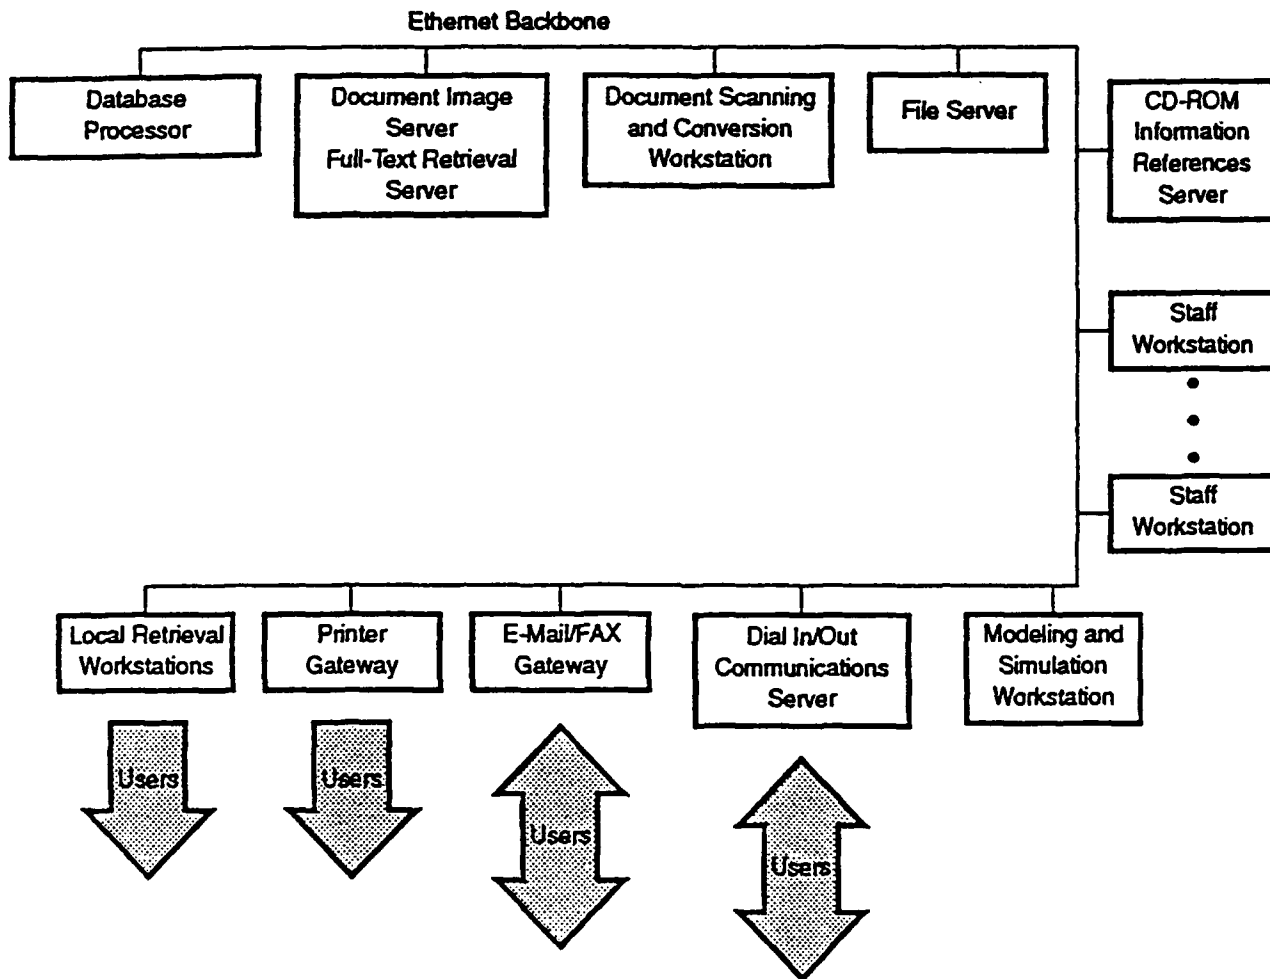 Ethernet Backbone
Database
Processor
Document Image
Server
Full-Text Retrieval
Server
Document Scanning
and Conversion
Workstation
File Server
CD-ROM
Information
References
Server
Staff
Workstation
Staff
Workstation
Local Retrieval
Workstations
Printer
Gateway
E-Mail/FAX
Gateway
Dial In/Out
Communications
Server
Modeling and
Simulation
Workstation
Users
Users
Users
Users